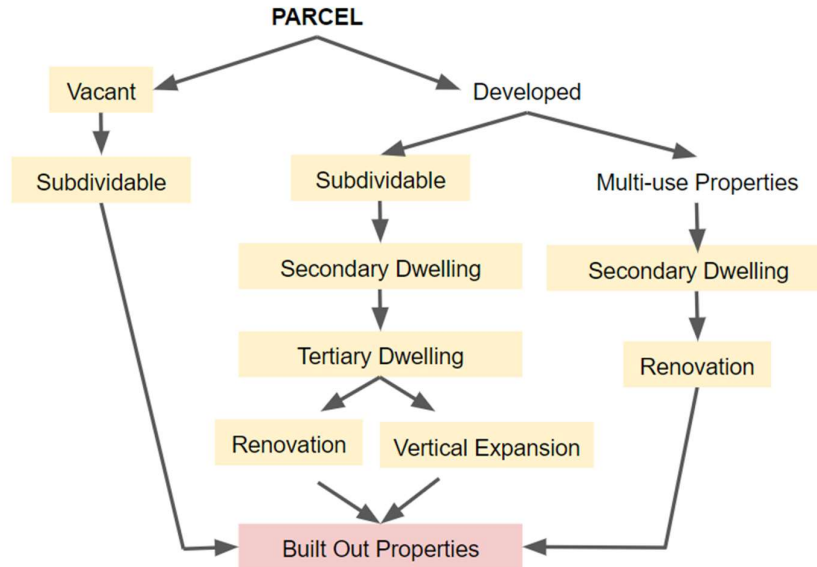 PARCEL
Vacant
Developed
Subdividable
Subdividable
Multi-use Properties
Secondary Dwelling
Secondary Dwelling
Tertiary Dwelling
Renovation
Renovation
Vertical Expansion
Built Out Properties